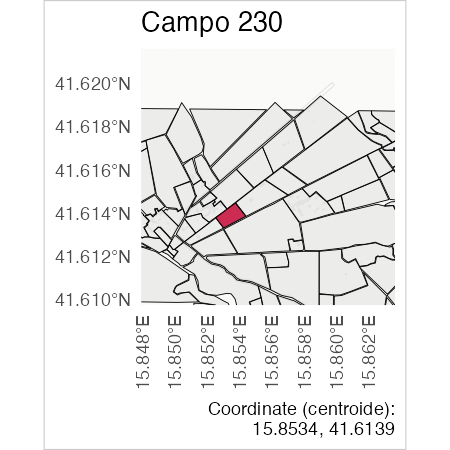 Campo 230
41.620°N
41.618°N
41.616°N
41.614°N
41.612°N
41.610°N
15.848°E
15.850°E
15.852°E
15.854°E
15.856°E
15.858°E
15.860°E
15.862°E
Coordinate (centroide):
15.8534, 41.6139